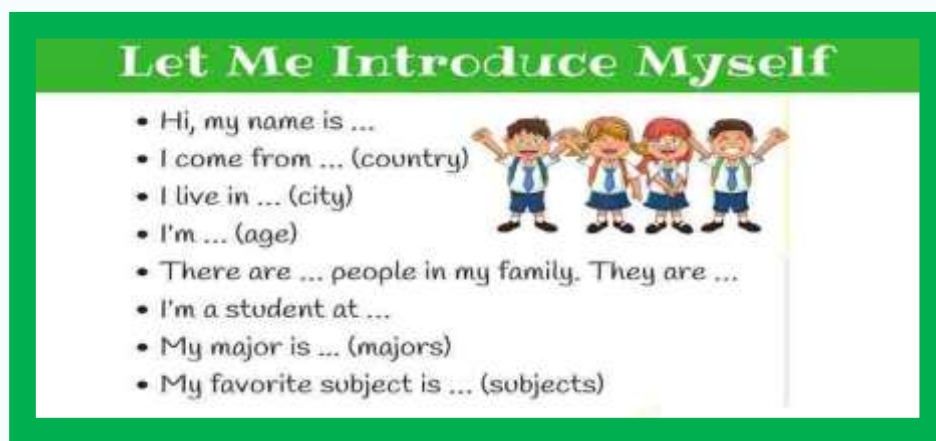 Let Me Introduce Myself
• Hi, my name is ...
• I come from ... (country)
• I live in ... (city)
• I'm ... (age)
• There are ... people in my family. They are ...
• I'm a student at ...
• My major is ... (majors)
• My favorite subject is ... (subjects)